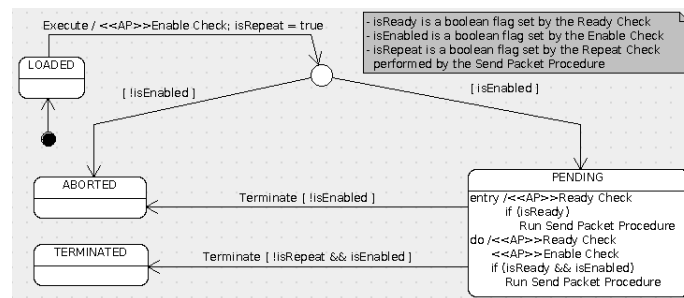 Execute / <<AP>>Enable Check; isRepeat = true
- isReady is a boolean flag set by the Ready Check
- isEnabled is a boolean flag set by the Enable Check
- isRepeat is a boolean flag set by the Repeat Check
performed by the Send Packet Procedure
LOADED
[ !isEnabled ]
[ isEnabled ]
ABORTED
Terminate [ !isEnabled ]
TERMINATED
Terminate [ !isRepeat && isEnabled ]
PENDING
entry /<<AP>>Ready Check
if (isReady)
Run Send Packet Procedure
do /<<AP>>Ready Check
<<AP>>Enable Check
if (isReady && isEnabled)
Run Send Packet Procedure